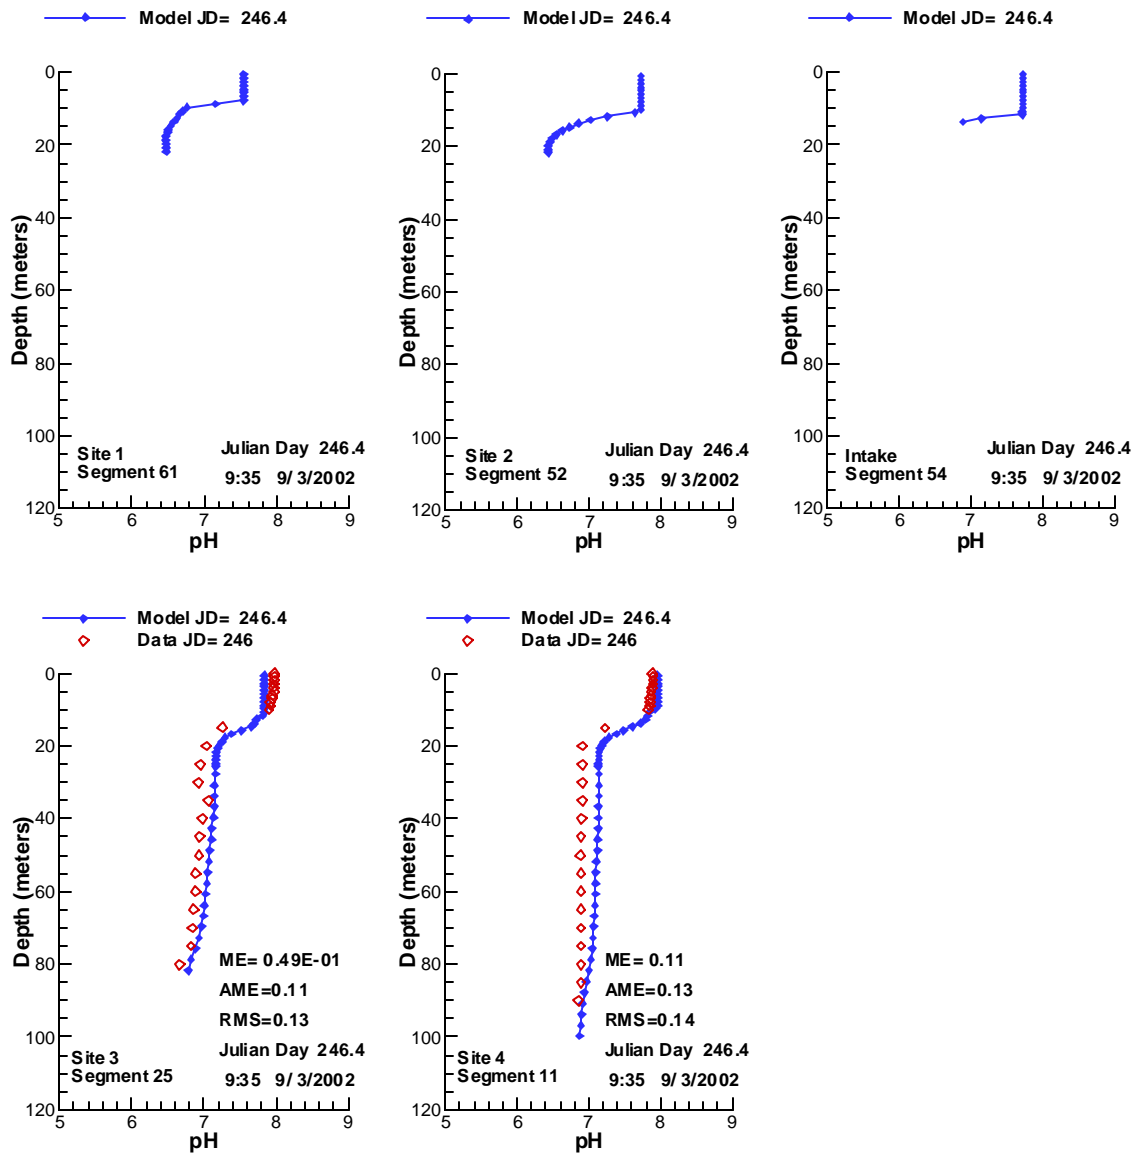 Model JD= 246.4
0
20
40
60
80
100
120
Depth (meters)
Site 1
Segment 61
Julian Day 246.4
9:35 9/ 3/2002
5 6 7 8 9
pH
Model JD= 246.4
0
20
40
60
80
100
120
Depth (meters)
Site 2
Segment 52
Julian Day 246.4
9:35 9/ 3/2002
5 6 7 8 9
pH
Model JD= 246.4
0
20
40
60
80
100
120
Depth (meters)
Intake
Segment 54
Julian Day 246.4
9:35 9/ 3/2002
5 6 7 8 9
pH
Model JD= 246.4
Data JD= 246
0
20
40
60
80
100
120
Depth (meters)
ME= 0.49E-01
AME=0.11
RMS=0.13
Site 3
Segment 25
Julian Day 246.4
9:35 9/ 3/2002
5 6 7 8 9
pH
Model JD= 246.4
Data JD= 246
0
20
40
60
80
100
120
Depth (meters)
ME= 0.11
AME=0.13
RMS=0.14
Site 4
Segment 11
Julian Day 246.4
9:35 9/ 3/2002
5 6 7 8 9
pH